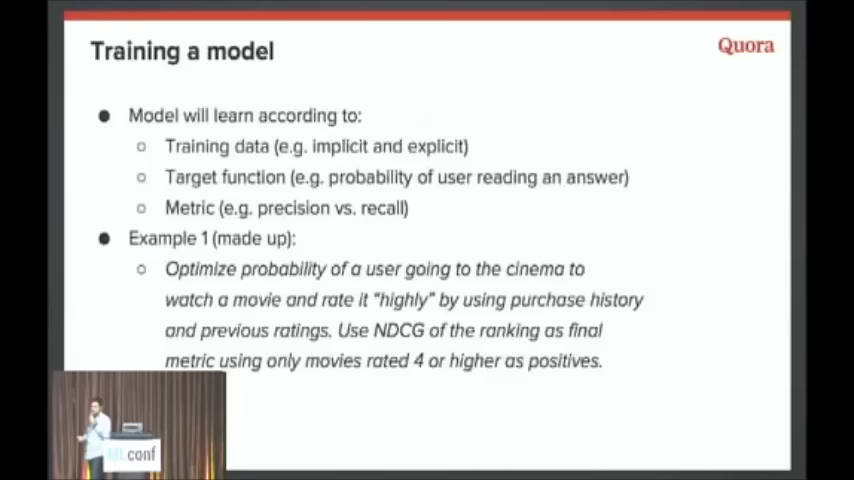 Training a model
Quora
● Model will learn according to:
○ Training data (e.g. implicit and explicit)
○ Target function (e.g. probability of user reading an answer)
○ Metric (e.g. precision vs. recall)
● Example 1 (made up):
○ Optimize probability of a user going to the cinema to
watch a movie and rate it “highly” by using purchase history
and previous ratings. Use NDCG of the ranking as final
metric using only movies rated 4 or higher as positives.
MLconf